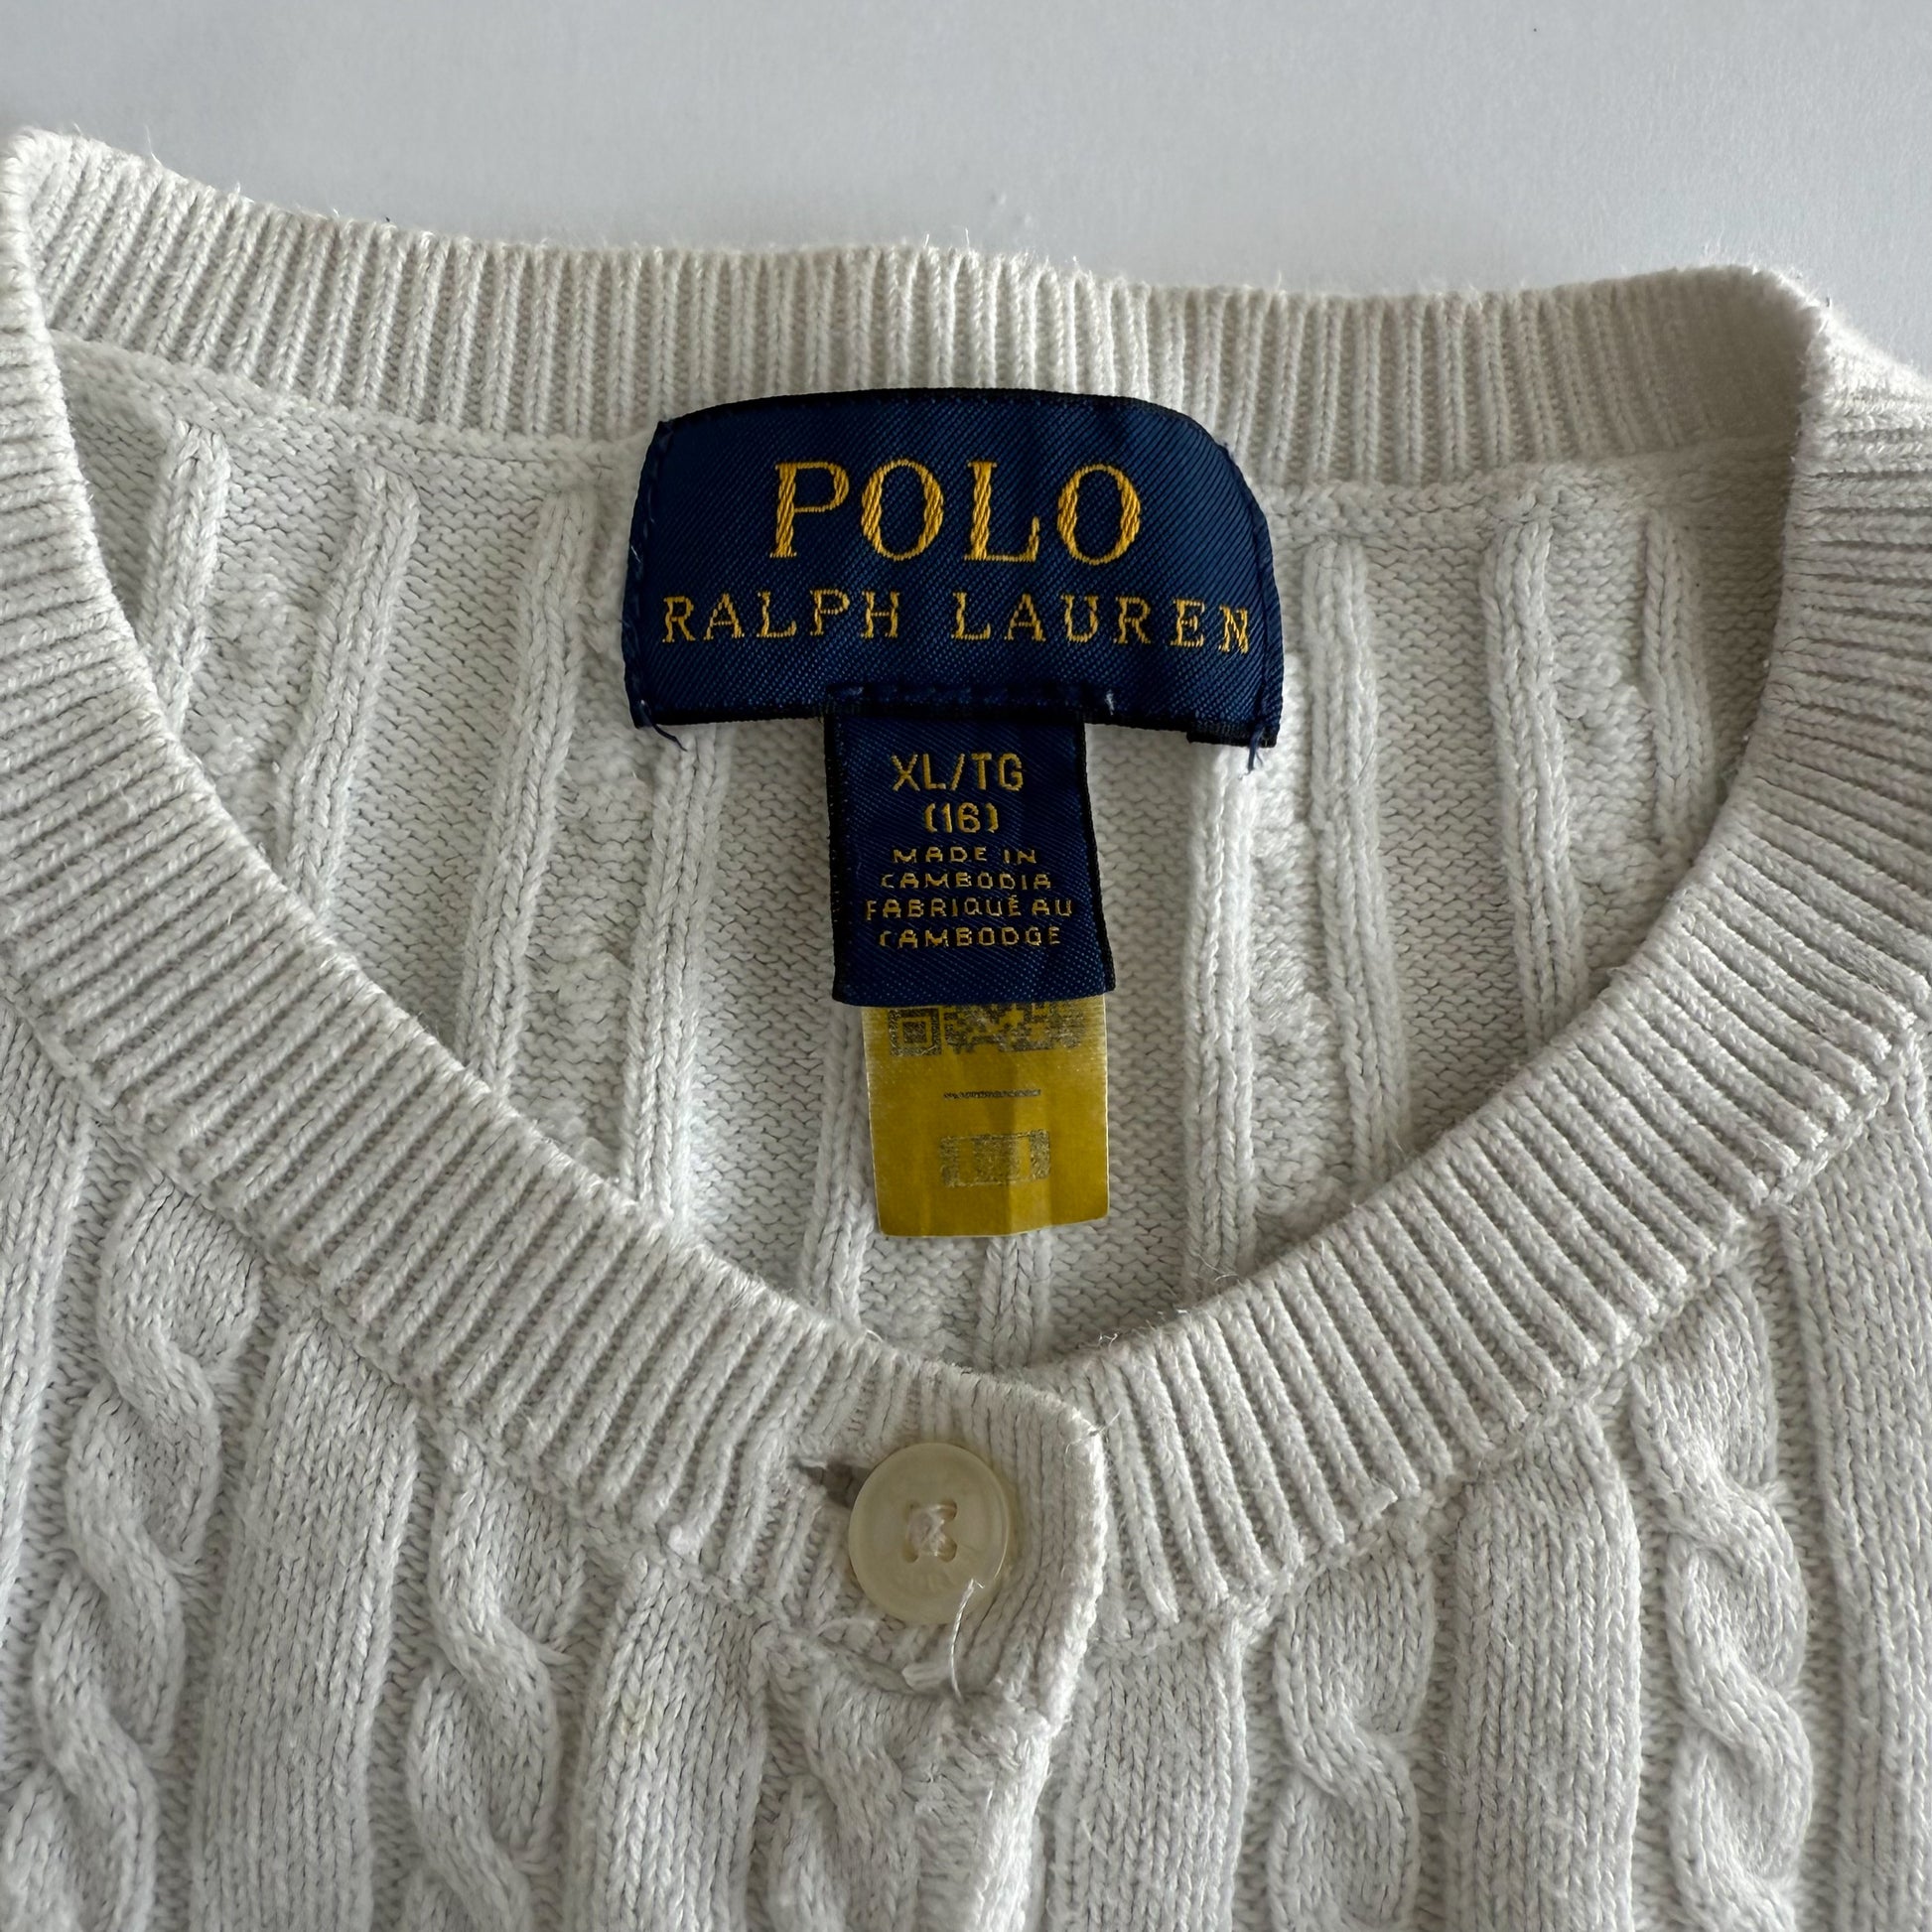 POLO
RALPH LAUREN
XL/TG
(16)
MADE IN
CAMBODIA
FABRIQUÉ AU
CAMBODGE